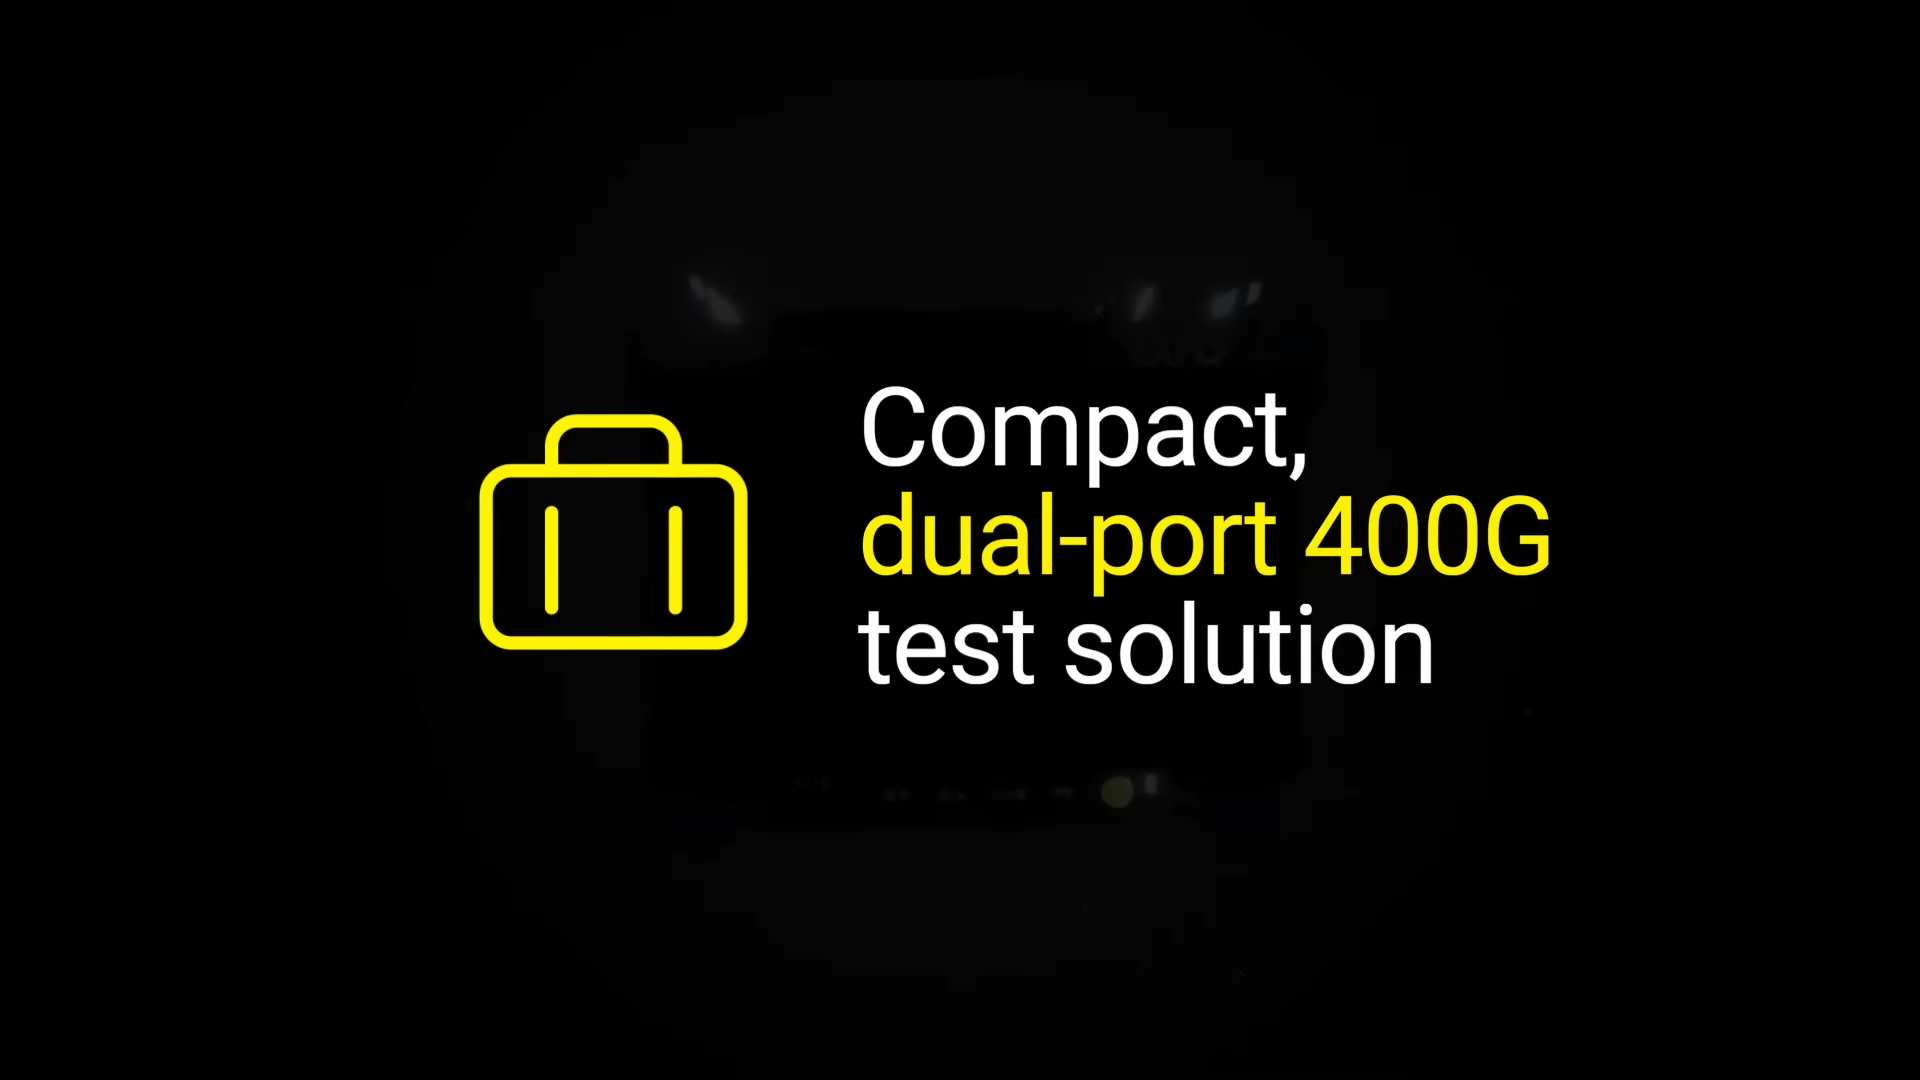 Compact,
dual-port 400G
test solution